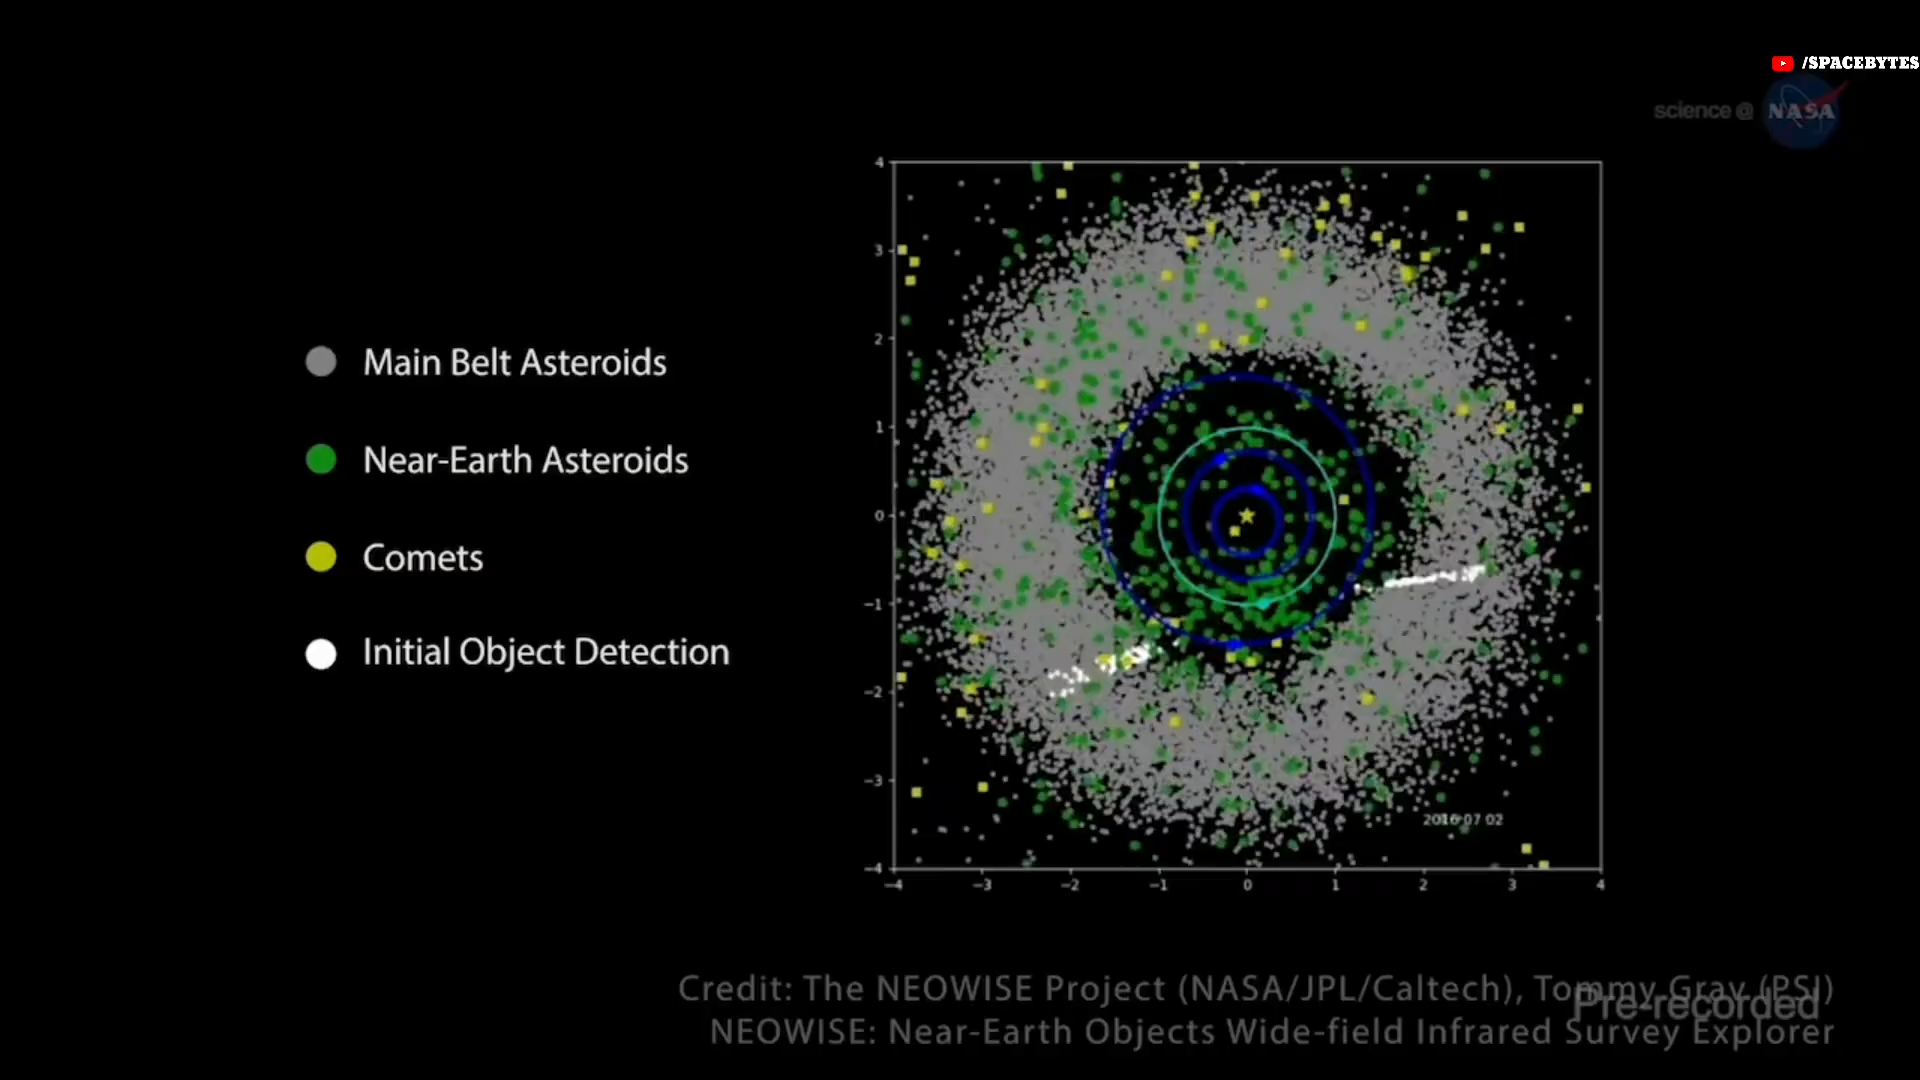 /SPACEBYTES
science @ NASA
Main Belt Asteroids
Near-Earth Asteroids
Comets
Initial Object Detection
4
3
2
1
0
−1
−2
−3
−4
−4 −3 −2 −1 0 1 2 3 4
2016 07 02
Credit: The NEOWISE Project (NASA/JPL/Caltech), Tommy Gray (PSI)
Pre-recorded
NEOWISE: Near-Earth Objects Wide-field Infrared Survey Explorer